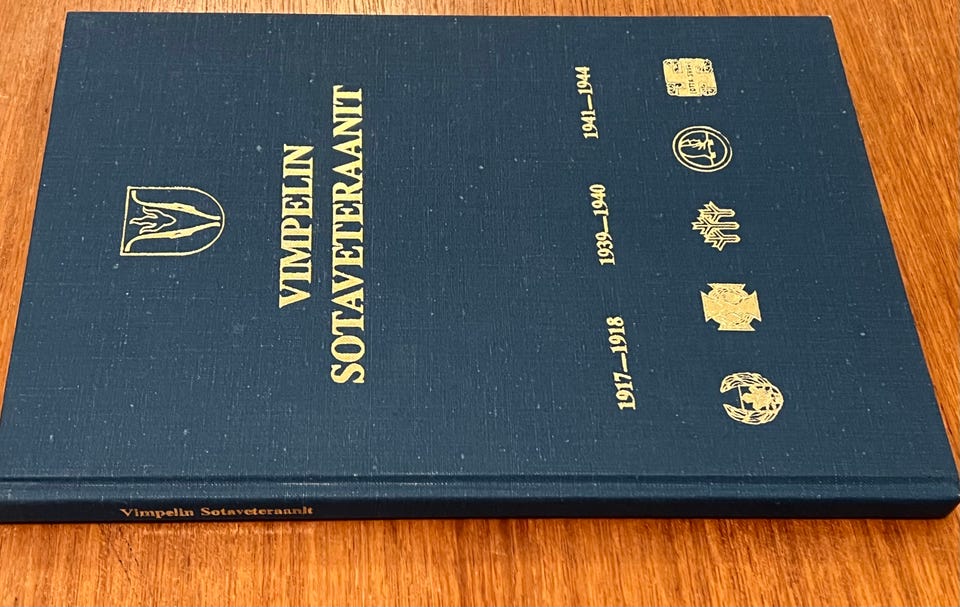 VIMPELIN
SOTAVETERAANIT
1917—1918 1939—1940 1941—1944
Vimpelin Sotaveteraanit